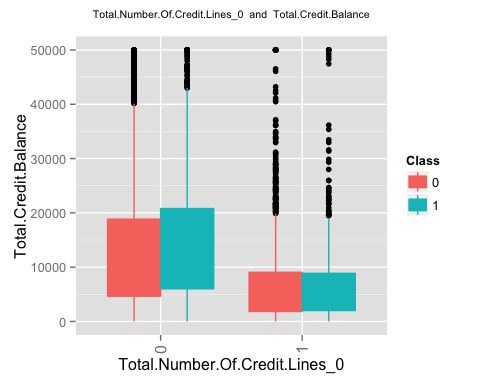 Total.Number.Of.Credit.Lines_0 and Total.Credit.Balance
50000
40000
30000
20000
10000
0
Total.Credit.Balance
0
1
Total.Number.Of.Credit.Lines_0
Class
0
1